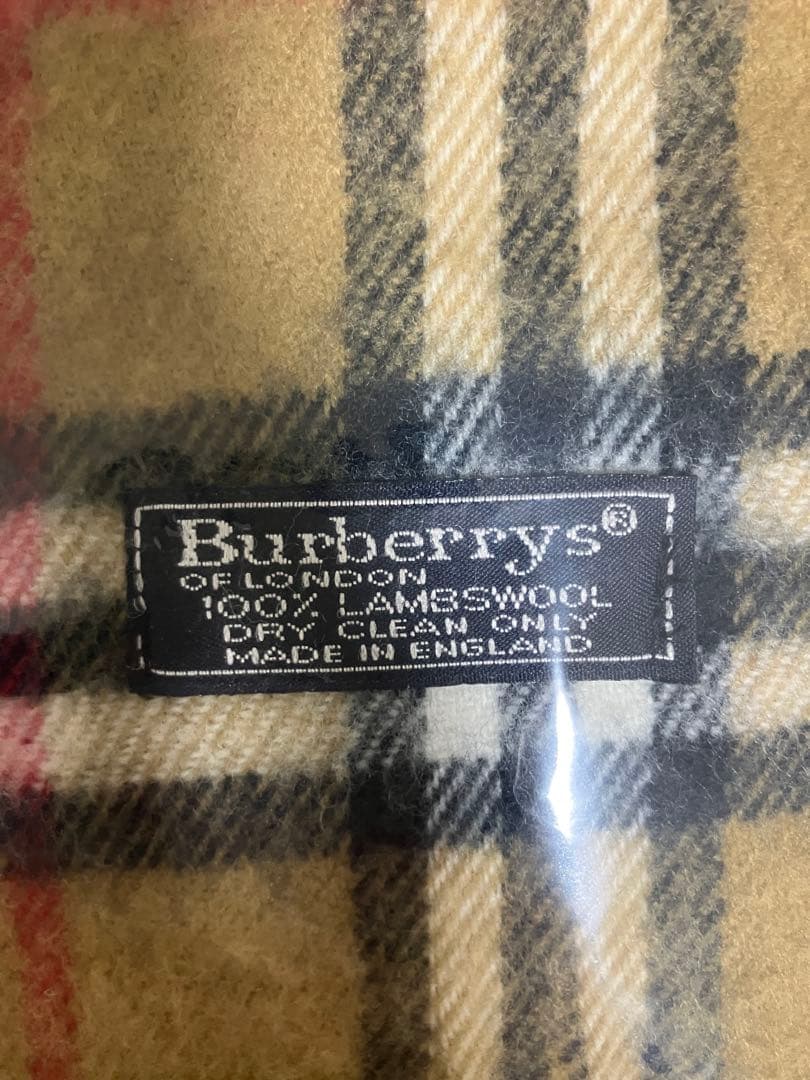 Burberrys®
OF LONDON
100% LAMBSWOOL
DRY CLEAN ONLY
MADE IN ENGLAND